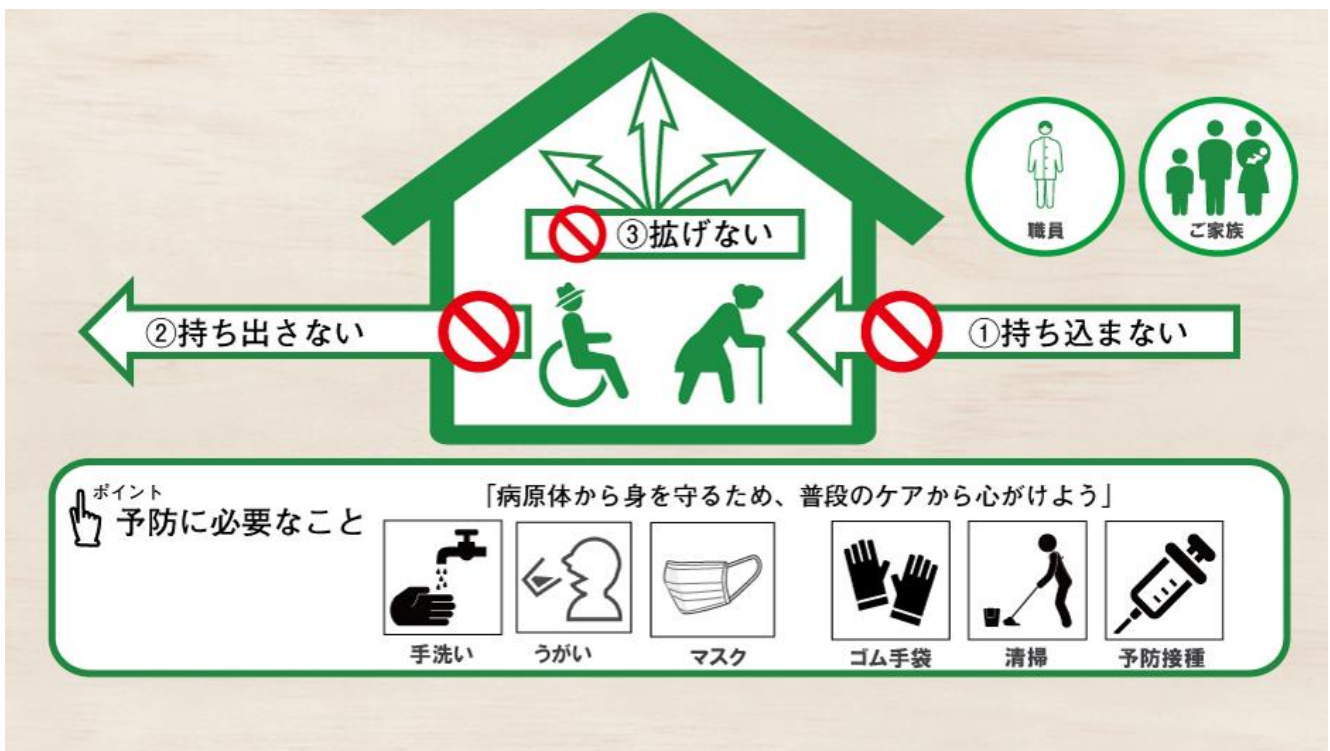 職員
ご家族
③拡げない
②持ち出さない
①持ち込まない
ポイント
予防に必要なこと
「病原体から身を守るため、普段のケアから心がけよう」
手洗い
うがい
マスク
ゴム手袋
清掃
予防接種